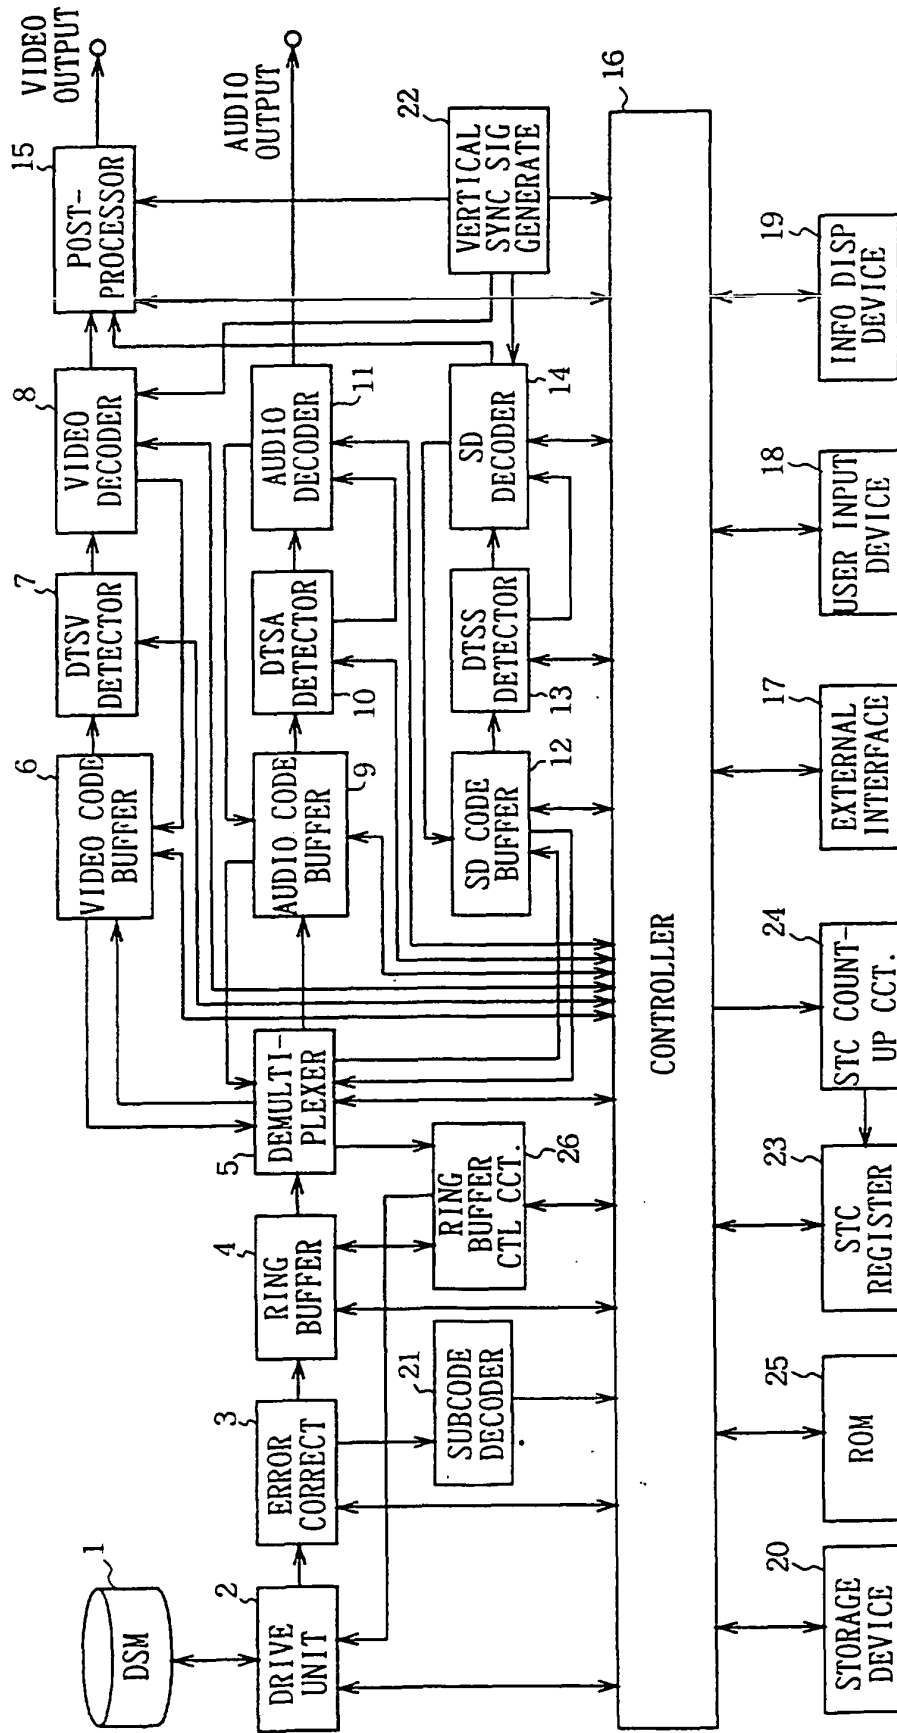 1
DSM
2
DRIVE
UNIT
3
ERROR
CORRECT
4
RING
BUFFER
5
DEMULTI-
PLEXER
6
VIDEO CODE
BUFFER
7
DTSV
DETECTOR
8
VIDEO
DECODER
15
POST-
PROCESSOR
VIDEO
OUTPUT
9
AUDIO CODE
BUFFER
10
DTSA
DETECTOR
11
AUDIO
DECODER
AUDIO
OUTPUT
12
SD CODE
BUFFER
13
DTSS
DETECTOR
14
SD
DECODER
22
VERTICAL
SYNC SIG
GENERATE
21
SUBCODE
DECODER
26
RING
BUFFER
CTL CCT.
16
CONTROLLER
20
STORAGE
DEVICE
25
ROM
23
STC
REGISTER
24
STC COUNT-
UP CCT.
17
EXTERNAL
INTERFACE
18
USER INPUT
DEVICE
19
INFO DISP
DEVICE